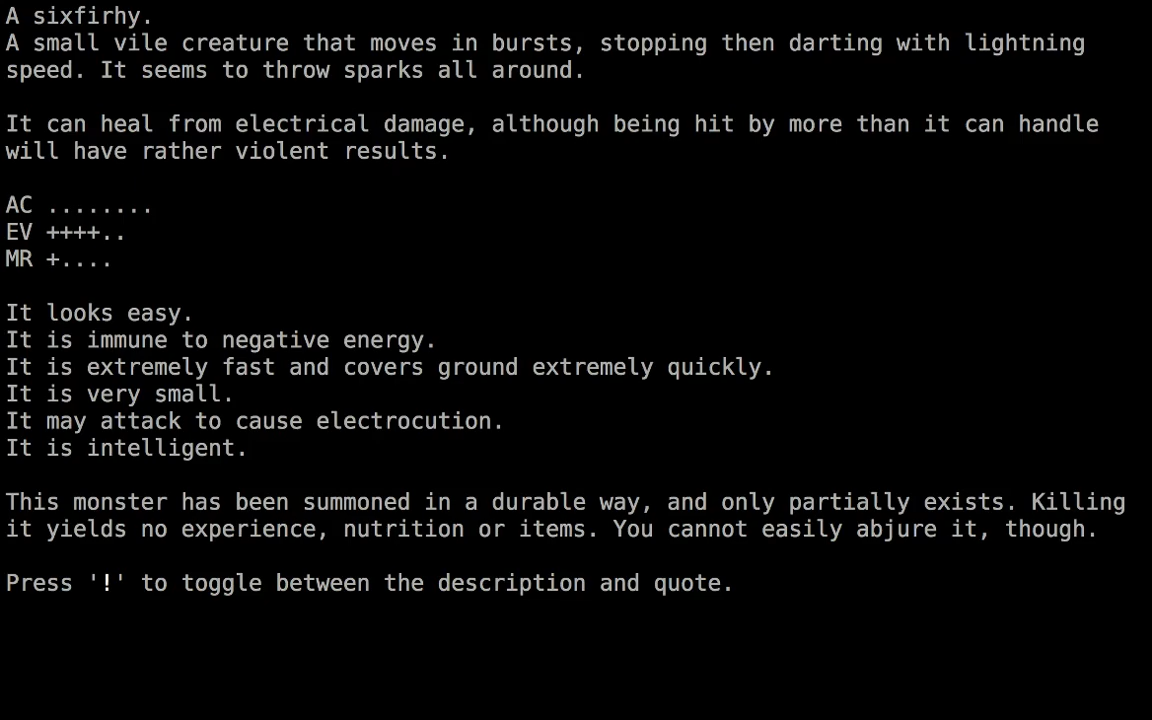 A sixfirhy.
A small vile creature that moves in bursts, stopping then darting with lightning
speed. It seems to throw sparks all around.
It can heal from electrical damage, although being hit by more than it can handle
will have rather violent results.
AC ........
EV ++++..
MR +....
It looks easy.
It is immune to negative energy.
It is extremely fast and covers ground extremely quickly.
It is very small.
It may attack to cause electrocution.
It is intelligent.
This monster has been summoned in a durable way, and only partially exists. Killing
it yields no experience, nutrition or items. You cannot easily abjure it, though.
Press '!' to toggle between the description and quote.